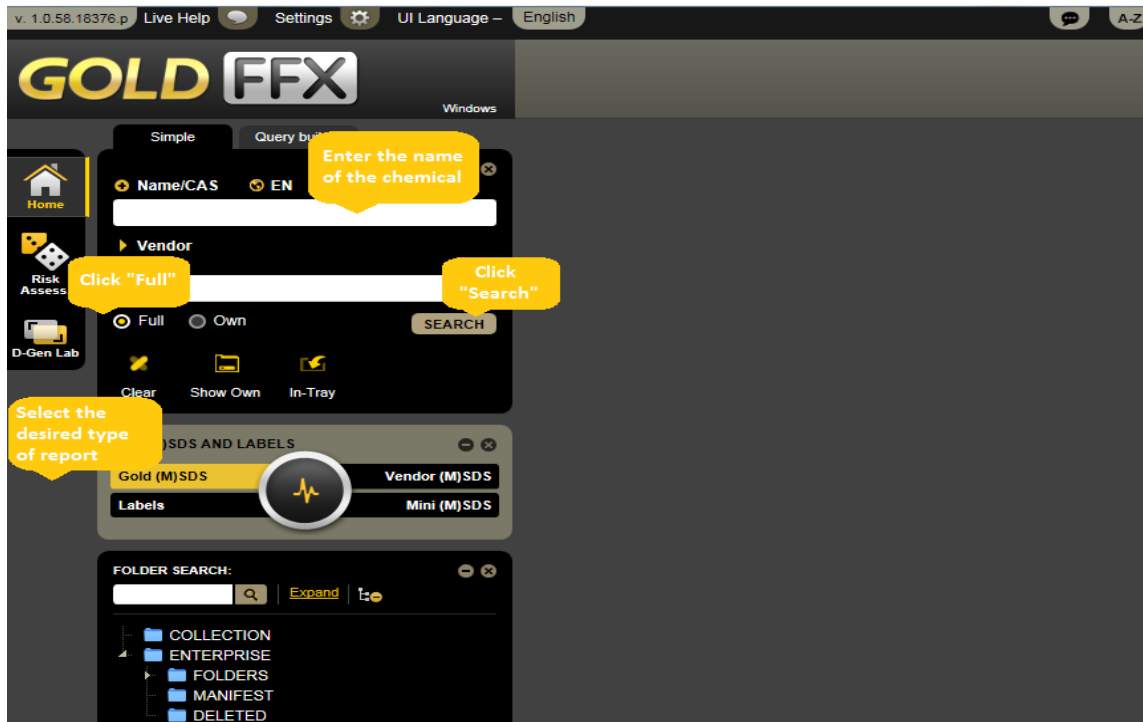 v. 1.0.58.18376.p Live Help Settings UI Language – English A-Z
GOLD FFX
Windows
Simple Query
Enter the name
of the chemical
Name/CAS EN
Home
Vendor
Risk
Assess
Click "Full"
Click
"Search"
Full Own SEARCH
D-Gen Lab
Clear Show Own In-Tray
Select the
desired type
of report
SDS AND LABELS
Gold (M)SDS Vendor (M)SDS
Labels Mini (M)SDS
FOLDER SEARCH:
Expand
COLLECTION
ENTERPRISE
FOLDERS
MANIFEST
DELETED